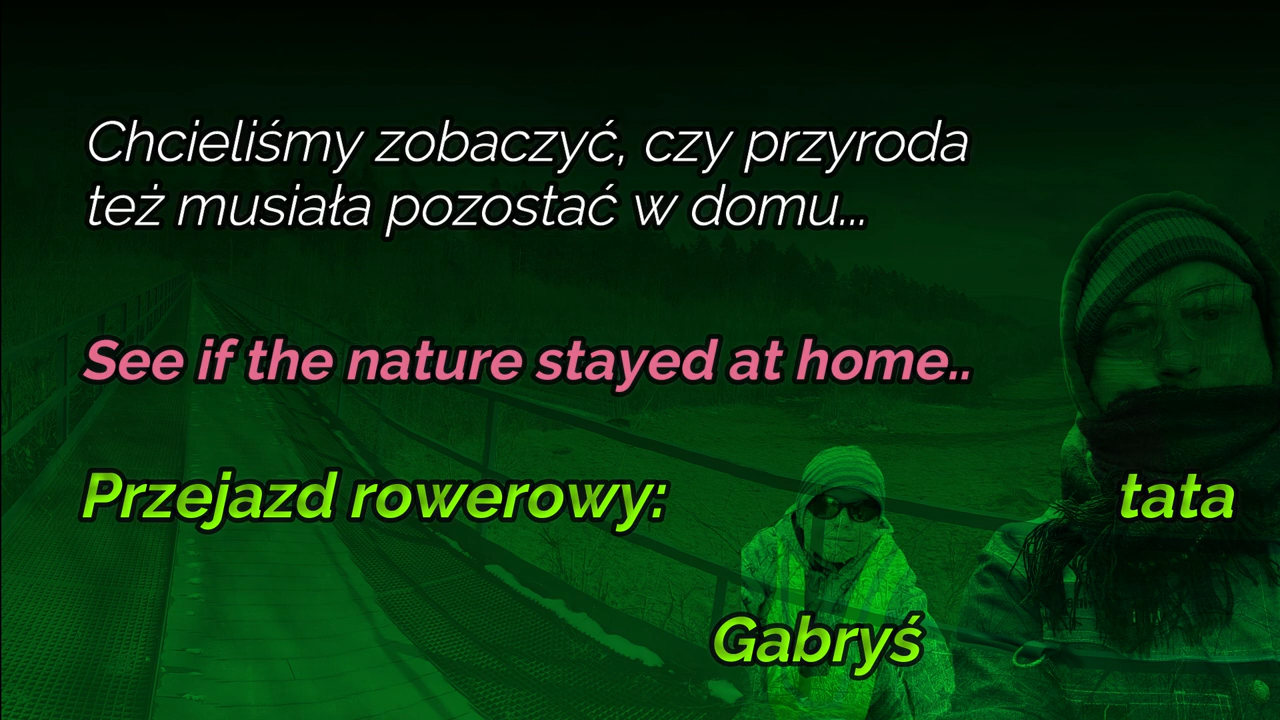 Chcieliśmy zobaczyć, czy przyroda
też musiała pozostać w domu...
See if the nature stayed at home..
Przejazd rowerowy:
tata
Gabryś